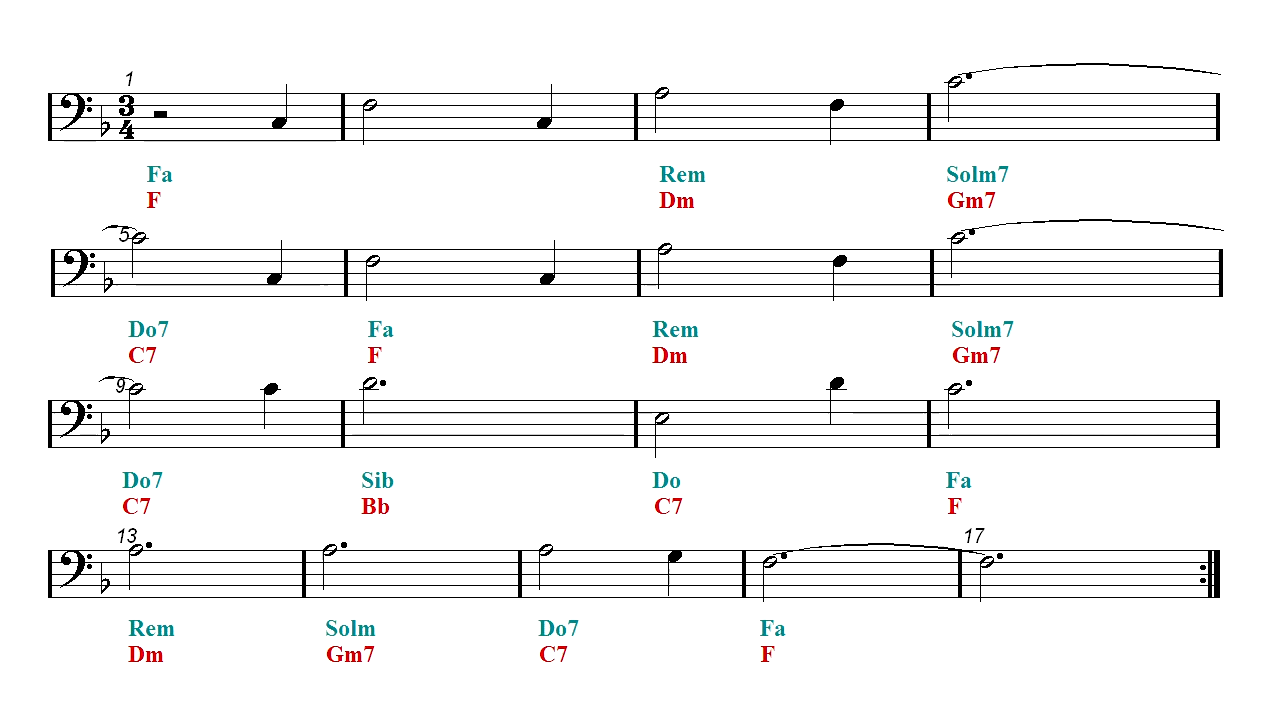 1
3
4
Fa Rem Solm7
F Dm Gm7
5
Do7 Fa Rem Solm7
C7 F Dm Gm7
9
Do7 Sib Do Fa
C7 Bb C7 F
13 17
Rem Solm Do7 Fa
Dm Gm7 C7 F